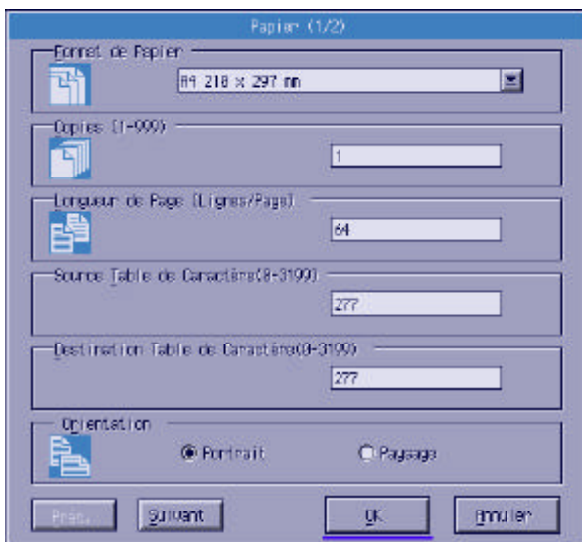 Papier (1/2)
Format de Papier
A4 210 x 297 mm
Copies (1-999)
1
Longueur de Page (Lignes/Page)
64
Source Table de Caractère(0-3199)
277
Destination Table de Caractère(0-3199)
277
Orientation
Portrait Paysage
Préc. Suivant OK Annuler